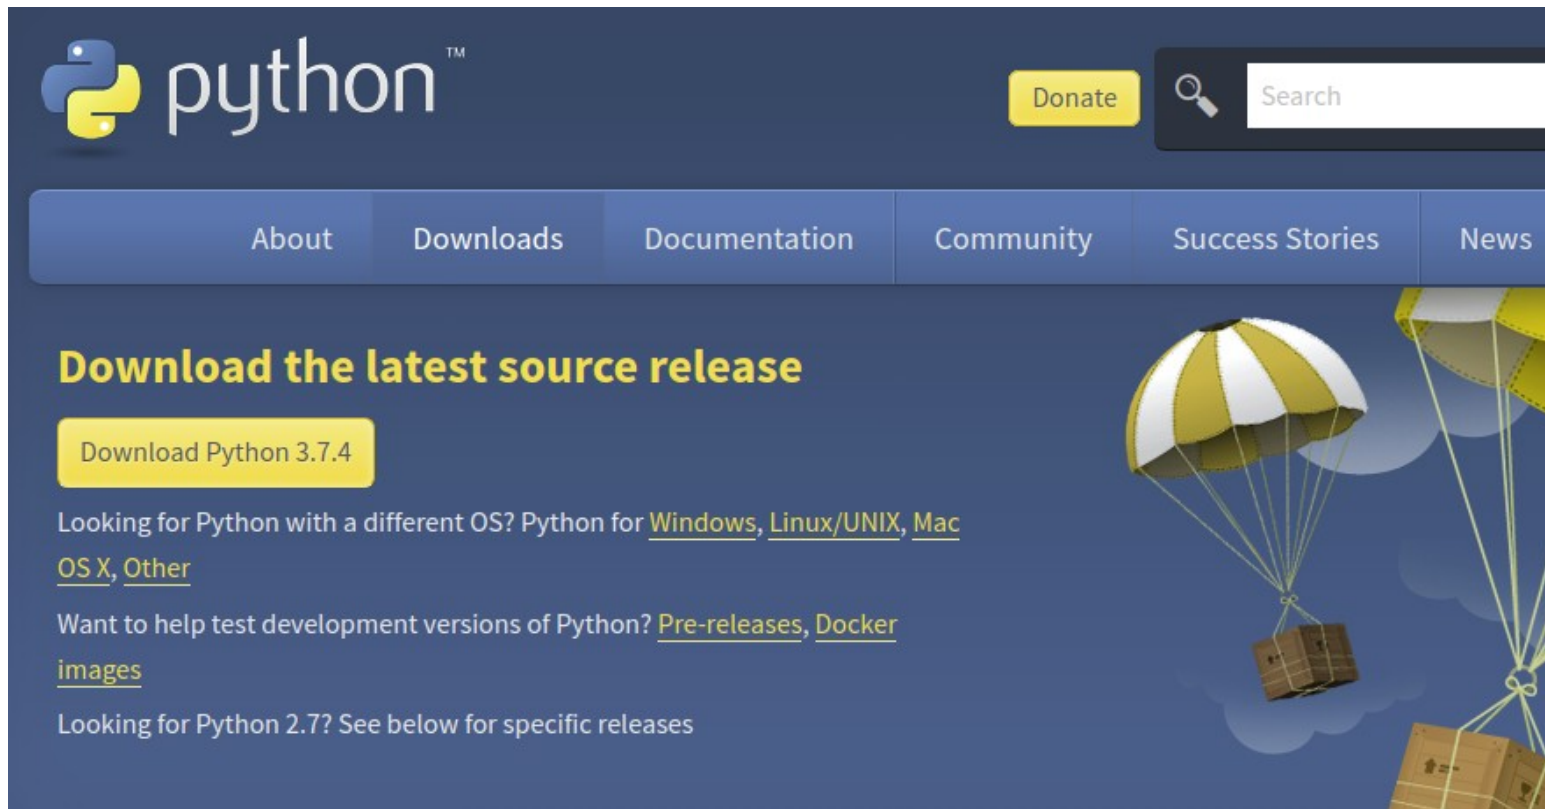 python™
Donate
Search
About Downloads Documentation Community Success Stories News
Download the latest source release
Download Python 3.7.4
Looking for Python with a different OS? Python for Windows, Linux/UNIX, Mac
OS X, Other
Want to help test development versions of Python? Pre-releases, Docker
images
Looking for Python 2.7? See below for specific releases